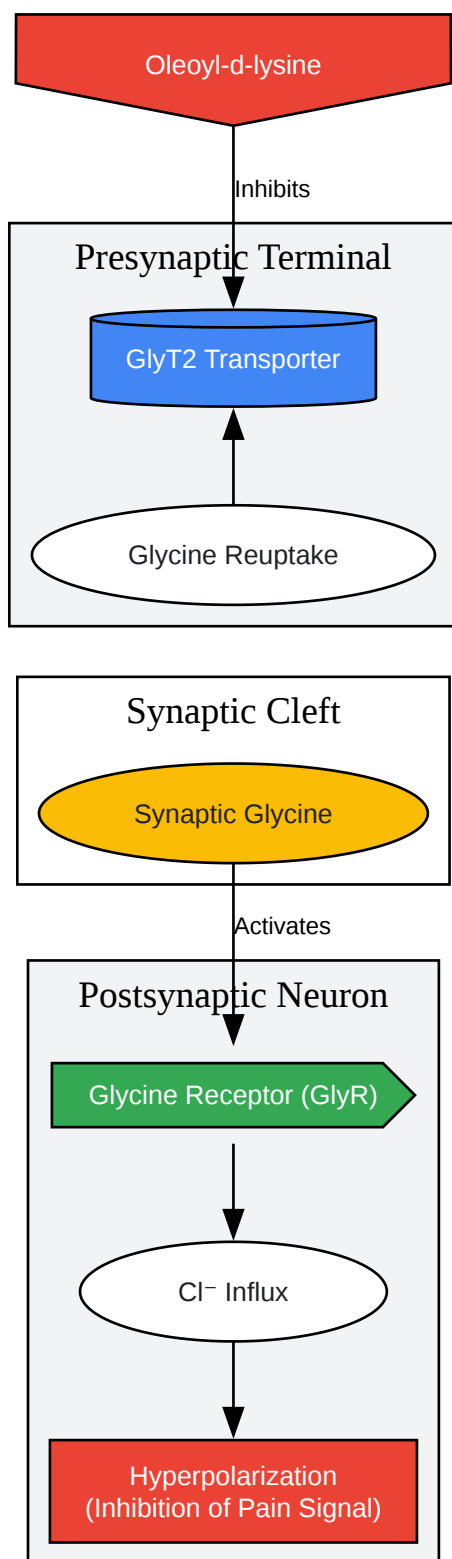 Oleoyl-d-lysine
Inhibits
Presynaptic Terminal
GlyT2 Transporter
Glycine Reuptake
Synaptic Cleft
Synaptic Glycine
Activates
Postsynaptic Neuron
Glycine Receptor (GlyR)
Cl⁻ Influx
Hyperpolarization
(Inhibition of Pain Signal)